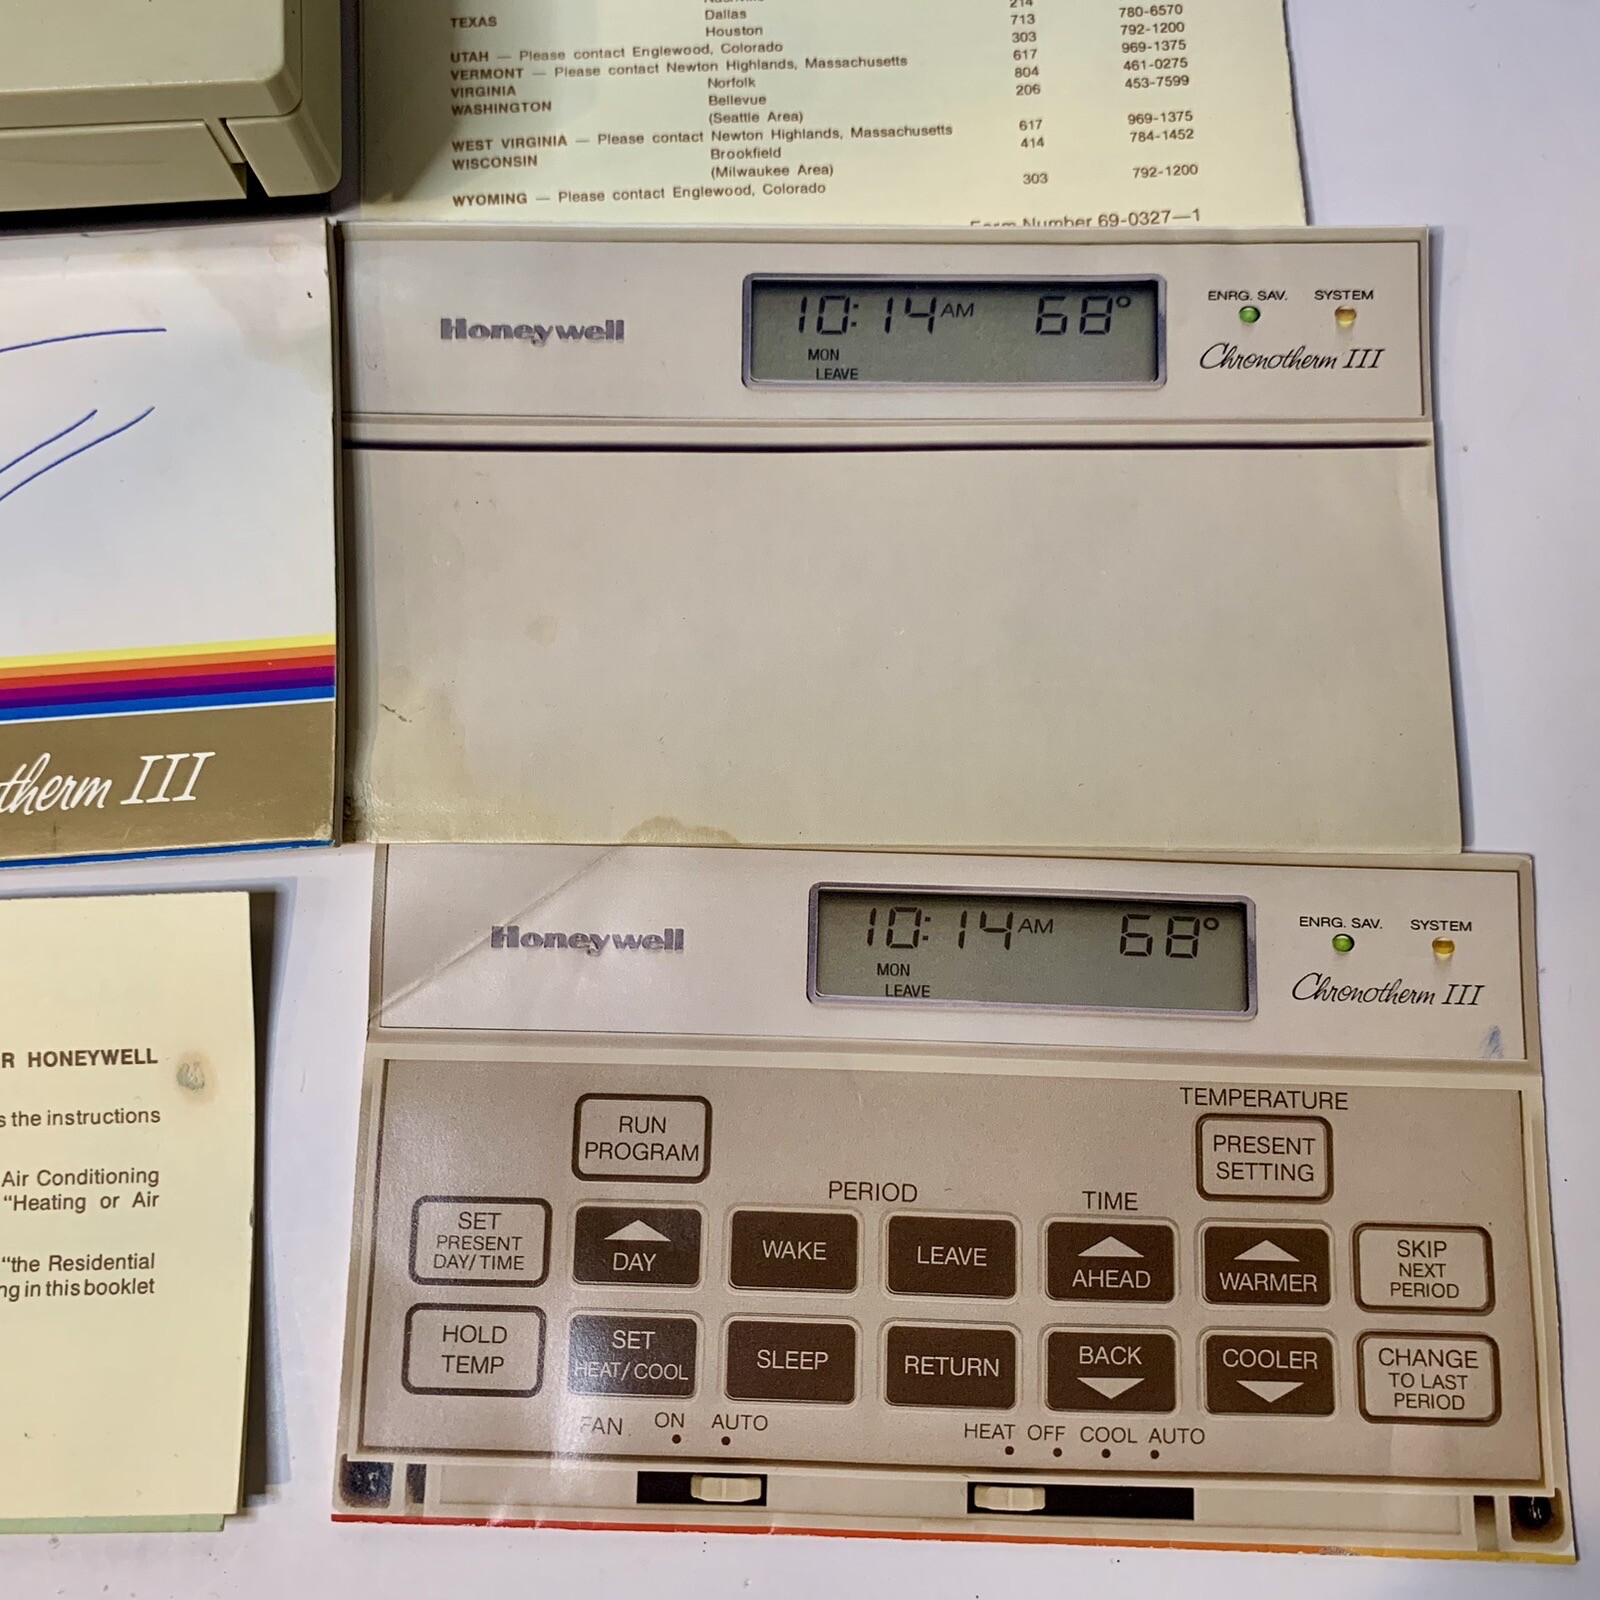 214
TEXAS Dallas 713 780-6570
Houston 303 792-1200
UTAH — Please contact Englewood, Colorado 617 969-1375
VERMONT — Please contact Newton Highlands, Massachusetts 804 461-0275
VIRGINIA Norfolk 206 453-7599
WASHINGTON Bellevue
(Seattle Area) 617 969-1375
WEST VIRGINIA — Please contact Newton Highlands, Massachusetts 414 784-1452
WISCONSIN Brookfield
(Milwaukee Area) 303 792-1200
WYOMING — Please contact Englewood, Colorado
Form Number 69-0327—1
Honeywell
10:14 AM 68°
MON
LEAVE
ENRG. SAV. SYSTEM
Chronotherm III
therm III
Honeywell
10:14 AM 68°
MON
LEAVE
ENRG. SAV. SYSTEM
Chronotherm III
R HONEYWELL
s the instructions
Air Conditioning
“Heating or Air
“the Residential
ng in this booklet
TEMPERATURE
RUN
PROGRAM
PRESENT
SETTING
PERIOD
TIME
SET
PRESENT
DAY/TIME
DAY
WAKE
LEAVE
AHEAD
WARMER
SKIP
NEXT
PERIOD
HOLD
TEMP
SET
HEAT/COOL
SLEEP
RETURN
BACK
COOLER
CHANGE
TO LAST
PERIOD
FAN ON AUTO
HEAT OFF COOL AUTO